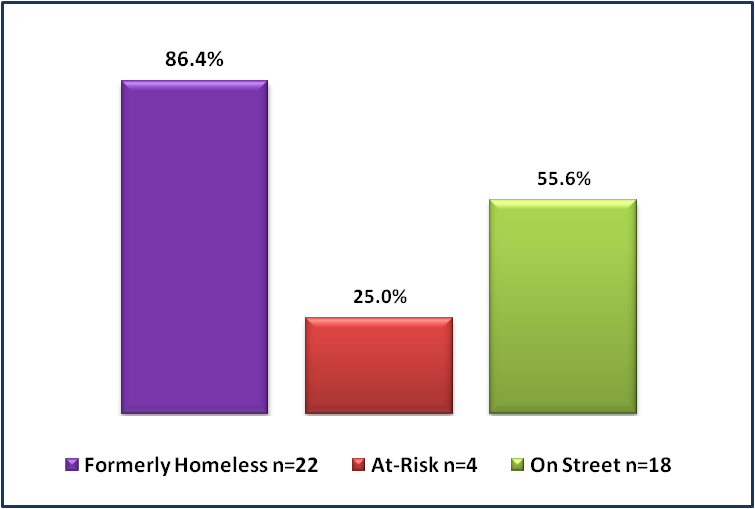 86.4%
55.6%
25.0%
Formerly Homeless n=22 At-Risk n=4 On Street n=18